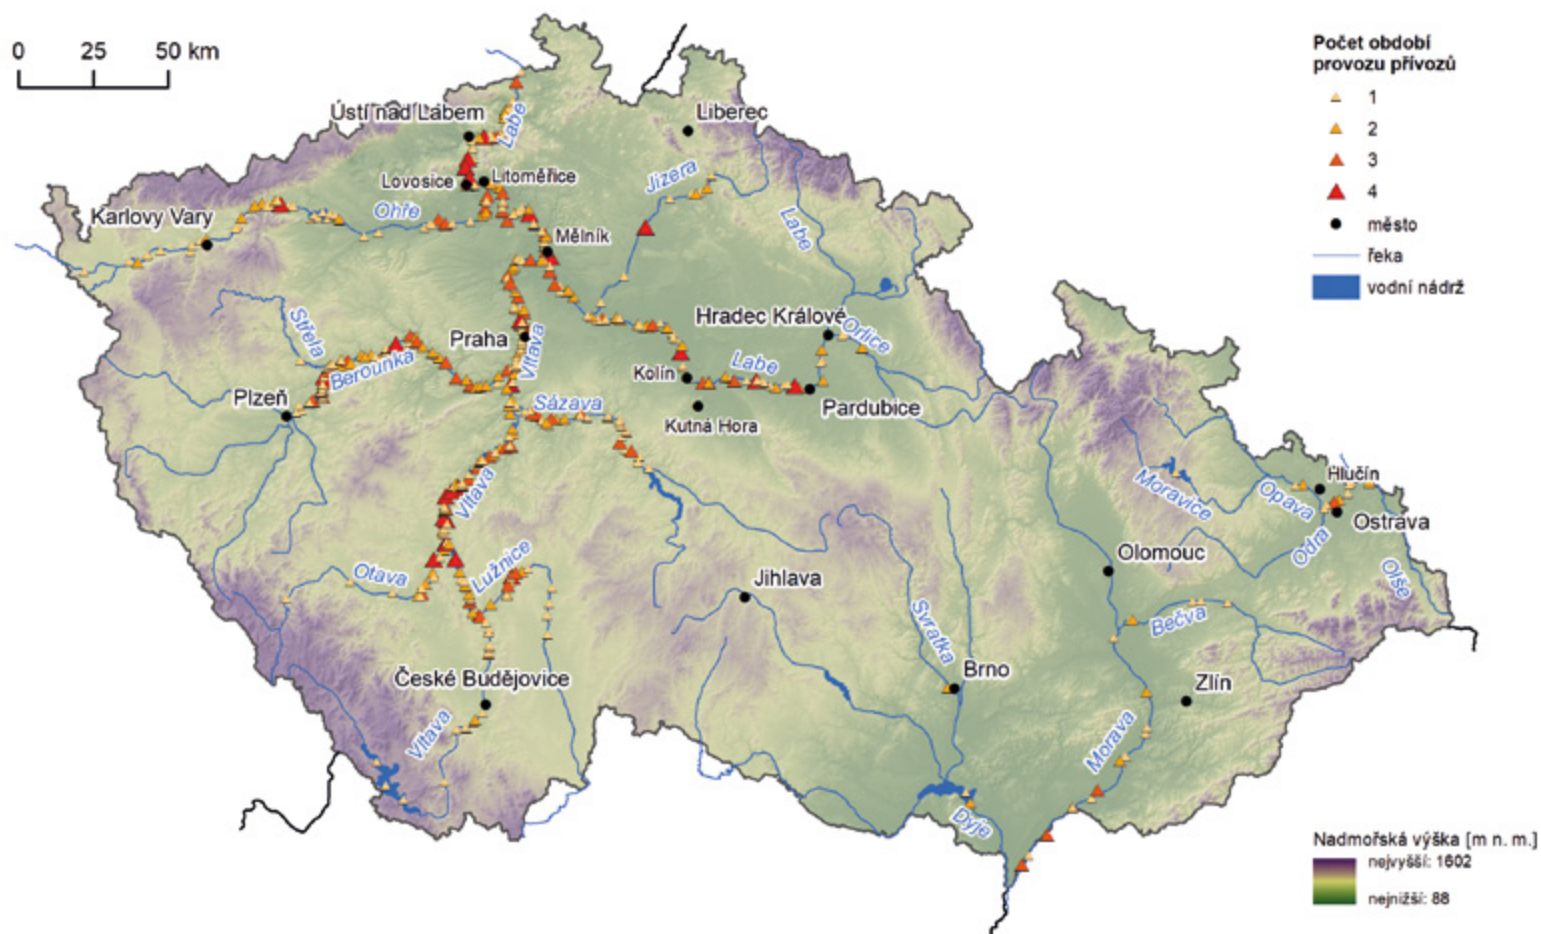 0 25 50 km
Počet období
provozu přívozů
1
2
3
4
město
řeka
vodní nádrž
Ústí nad Labem
Labe
Liberec
Lovosice
Litoměřice
Jizera
Karlovy Vary
Ohře
Labe
Mělník
Střela
Praha
Vltava
Hradec Králové
Orlice
Berounka
Kolín
Labe
Plzeň
Sázava
Kutná Hora
Pardubice
Vltava
Moravice
Opava
Hlučín
Ostrava
Odra
Olše
Otava
Lužnice
Jihlava
Olomouc
Svratka
Bečva
České Budějovice
Brno
Zlín
Vltava
Morava
Dyje
Nadmořská výška [m n. m.]
nejvyšší: 1602
nejnižší: 88